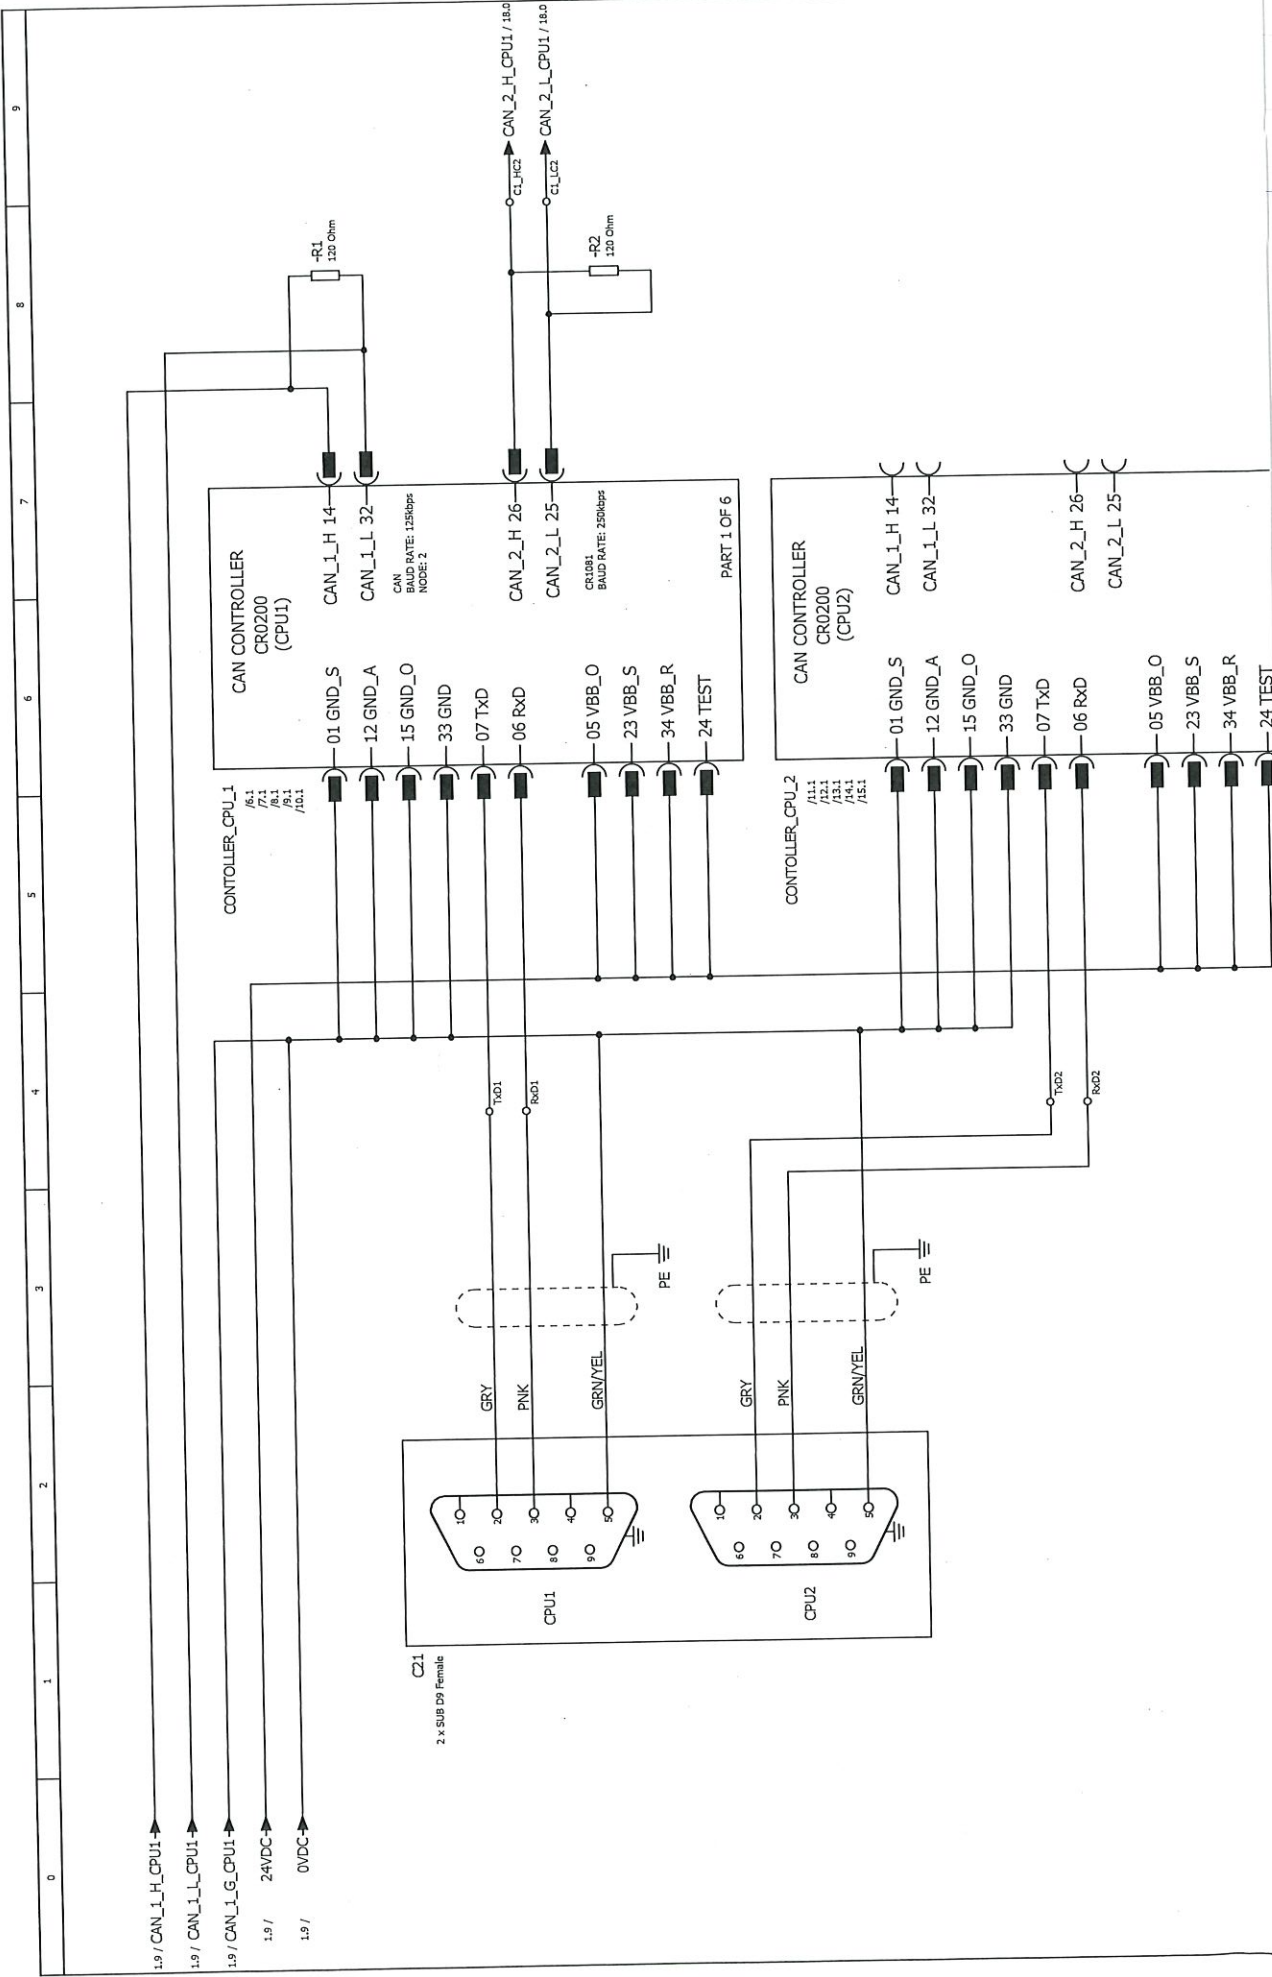 0 1 2 3 4 5 6 7 8 9
1.9 / CAN_1_H_CPU1
1.9 / CAN_1_L_CPU1
1.9 / CAN_1_G_CPU1
1.9 / 24VDC
1.9 / 0VDC
-R1
120 Ohm
CONTOLLER_CPU_1
/6.1
/7.1
/8.1
/9.1
/10.1
CAN CONTROLLER
CR0200
(CPU1)
01 GND_S
12 GND_A
15 GND_O
33 GND
07 TxD
06 RxD
05 VBB_O
23 VBB_S
34 VBB_R
24 TEST
CAN_1_H 14
CAN_1_L 32
CAN
BAUD RATE: 125kbps
NODE: 2
CAN_2_H 26
CAN_2_L 25
CR1081
BAUD RATE: 250kbps
PART 1 OF 6
C1_HC2
CAN_2_H_CPU1 / 18.0
C1_LC2
CAN_2_L_CPU1 / 18.0
-R2
120 Ohm
TxD1
RxD1
C21
2 x SUB D9 Female
CPU1
1
2
3
4
5
6
7
8
9
GRY
PNK
GRN/YEL
PE
CPU2
1
2
3
4
5
6
7
8
9
GRY
PNK
GRN/YEL
PE
TxD2
RxD2
CONTOLLER_CPU_2
/11.1
/12.1
/13.1
/14.1
/15.1
CAN CONTROLLER
CR0200
(CPU2)
01 GND_S
12 GND_A
15 GND_O
33 GND
07 TxD
06 RxD
05 VBB_O
23 VBB_S
34 VBB_R
24 TEST
CAN_1_H 14
CAN_1_L 32
CAN_2_H 26
CAN_2_L 25